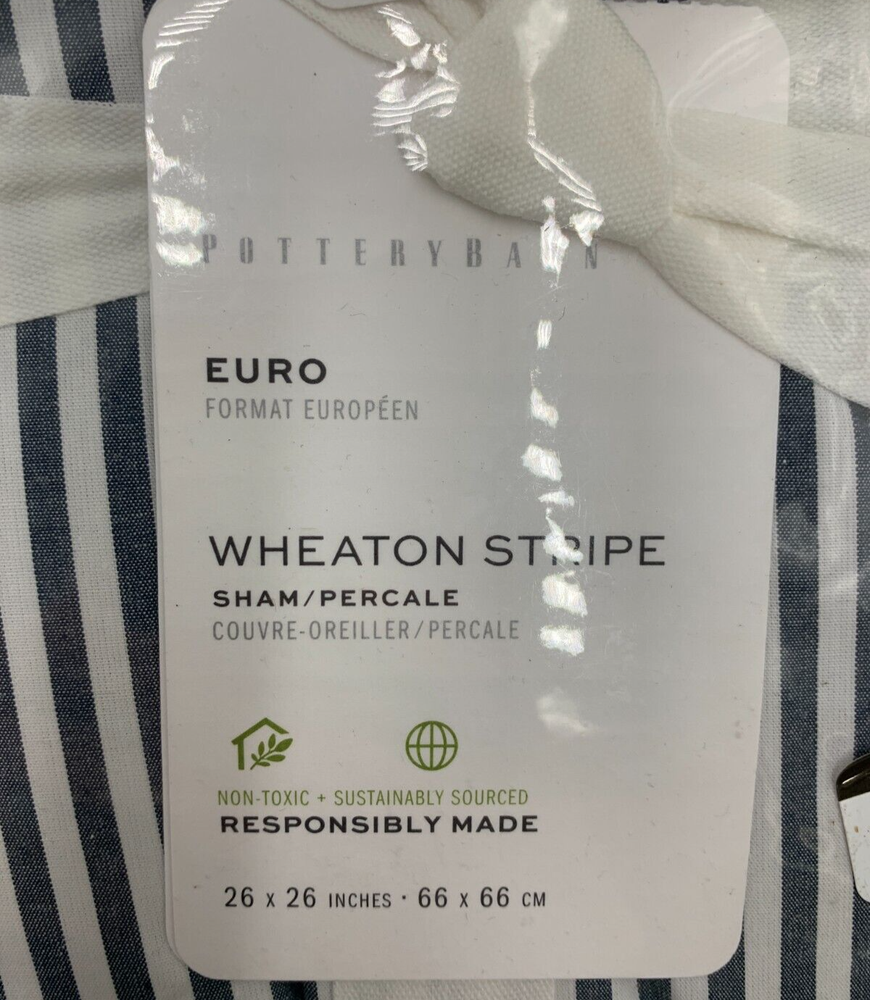 POTTERYBARN
EURO
FORMAT EUROPÉEN
WHEATON STRIPE
SHAM/PERCALE
COUVRE-OREILLER/PERCALE
NON-TOXIC + SUSTAINABLY SOURCED
RESPONSIBLY MADE
26 X 26 INCHES · 66 X 66 CM